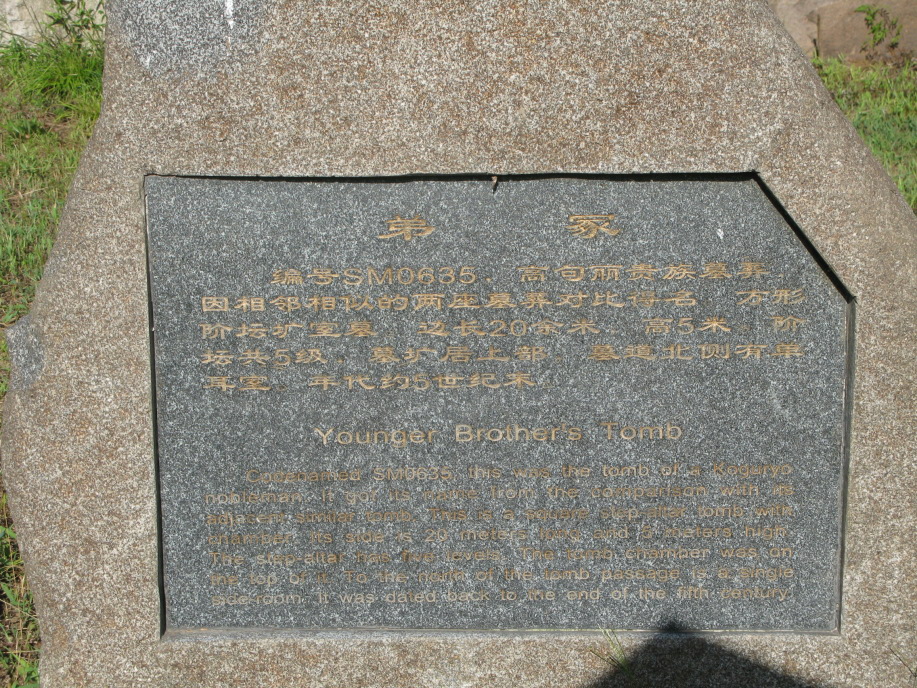 弟 冢
编号SM0635，高句丽贵族墓葬，
因相邻相似的两座墓葬对比得名。方形
阶坛圹室墓，边长20余米，高5米，阶
坛共5级，墓圹居上部，墓道北侧有单
耳室。年代约5世纪末。
Younger Brother's Tomb
Codenamed SM0635, this was the tomb of a Kogaryo
nobleman. It got its name from the comparison with its
adjacent similar tomb. This is a square step-altar tomb with
chamber. Its side is 20 meters long and 5 meters high.
The step-altar has five levels. The tomb chamber was on
the top of it. To the north of the tomb passage is a single
side-room. It was dated back to the end of the fifth century.